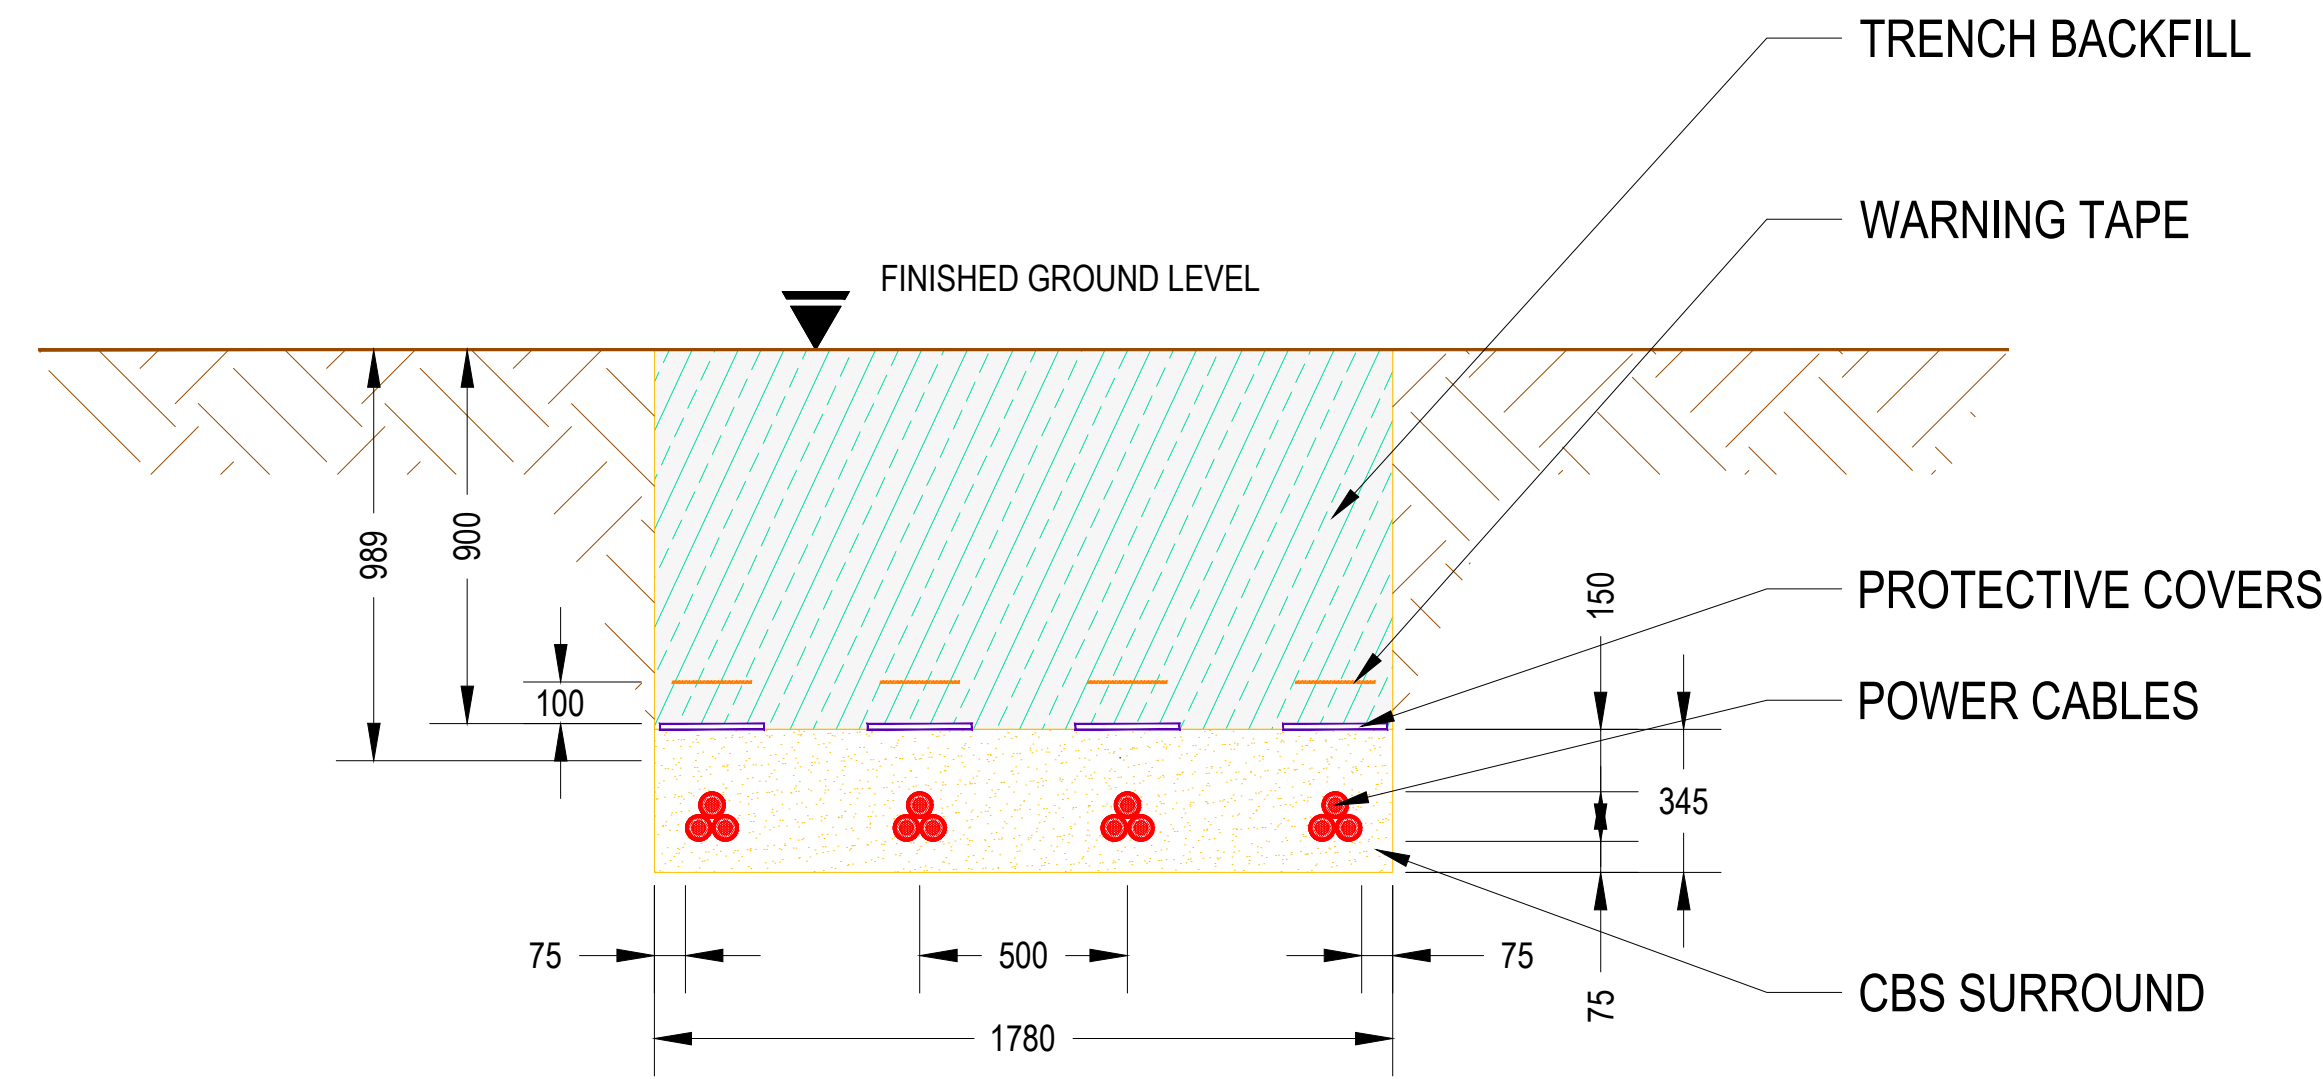 TRENCH BACKFILL
WARNING TAPE
FINISHED GROUND LEVEL
989
900
100
150
PROTECTIVE COVERS
POWER CABLES
345
75
500
75
75
CBS SURROUND
1780